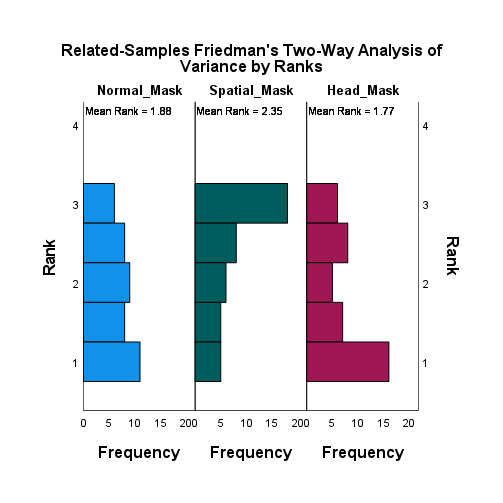 Related-Samples Friedman's Two-Way Analysis of
Variance by Ranks
Normal_Mask Spatial_Mask Head_Mask
Mean Rank = 1.88 Mean Rank = 2.35 Mean Rank = 1.77
4 4
3 3
Rank Rank
2 2
1 1
0 5 10 15 20 0 5 10 15 20 0 5 10 15 20
Frequency Frequency Frequency